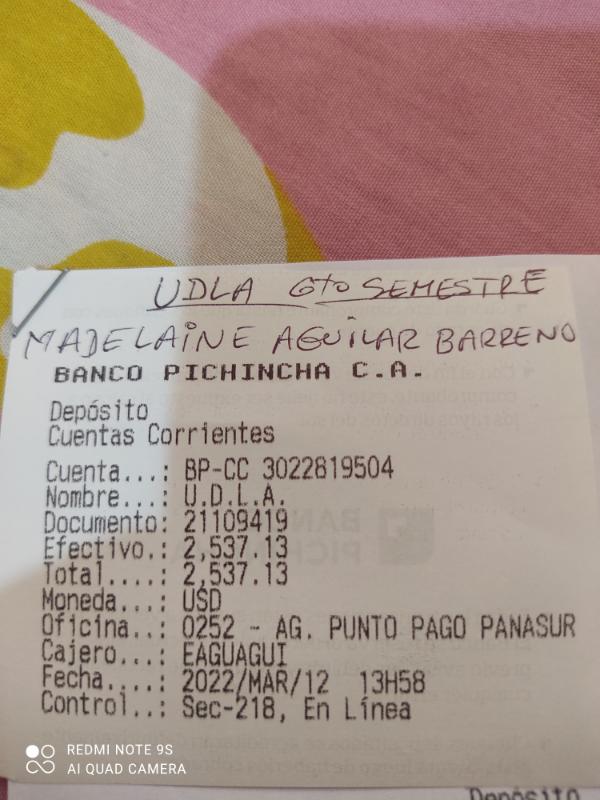 UDLA 6to SEMESTRE
MADELAINE AGUILAR BARRENO
BANCO PICHINCHA C.A.
Depósito
Cuentas Corrientes
Cuenta...: BP-CC 3022819504
Nombre...: U.D.L.A.
Documento: 21109419
Efectivo.: 2,537.13
Total....: 2,537.13
Moneda...: USD
Oficina..: 0252 - AG. PUNTO PAGO PANASUR
Cajero...: EAGUAGUI
Fecha....: 2022/MAR/12 13H58
Control..: Sec-218, En Línea
REDMI NOTE 9S
AI QUAD CAMERA
Depósito